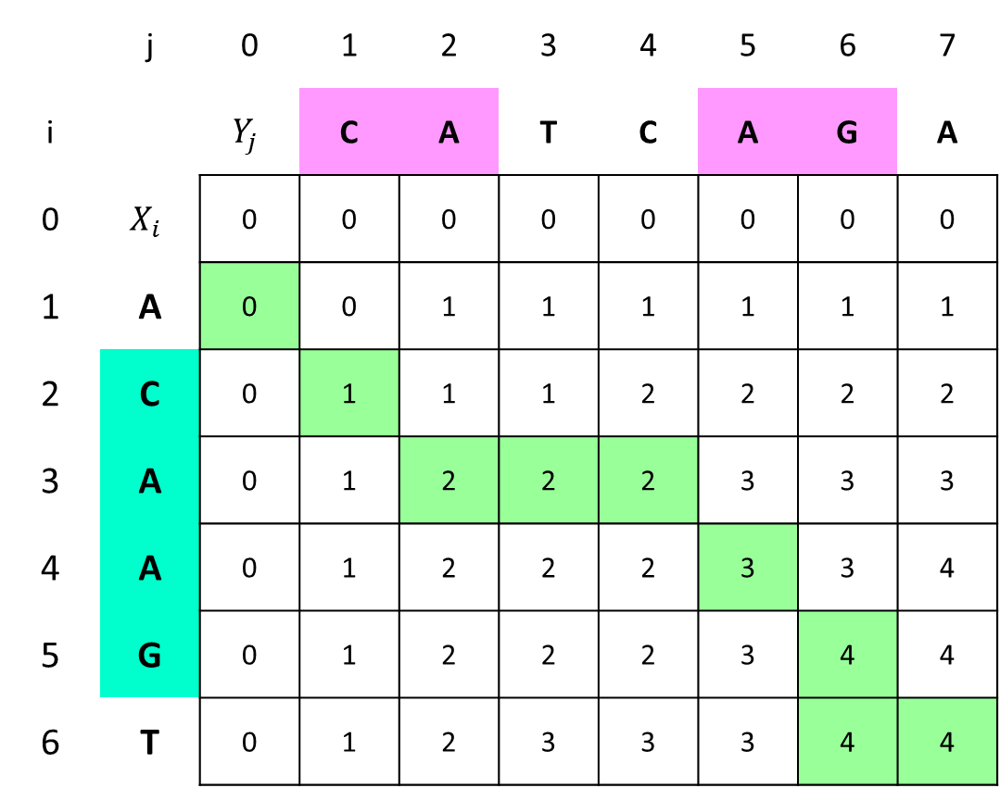 j 0 1 2 3 4 5 6 7
i Yj C A T C A G A
0 Xi 0 0 0 0 0 0 0 0
1 A 0 0 1 1 1 1 1 1
2 C 0 1 1 1 2 2 2 2
3 A 0 1 2 2 2 3 3 3
4 A 0 1 2 2 2 3 3 4
5 G 0 1 2 2 2 3 4 4
6 T 0 1 2 3 3 3 4 4